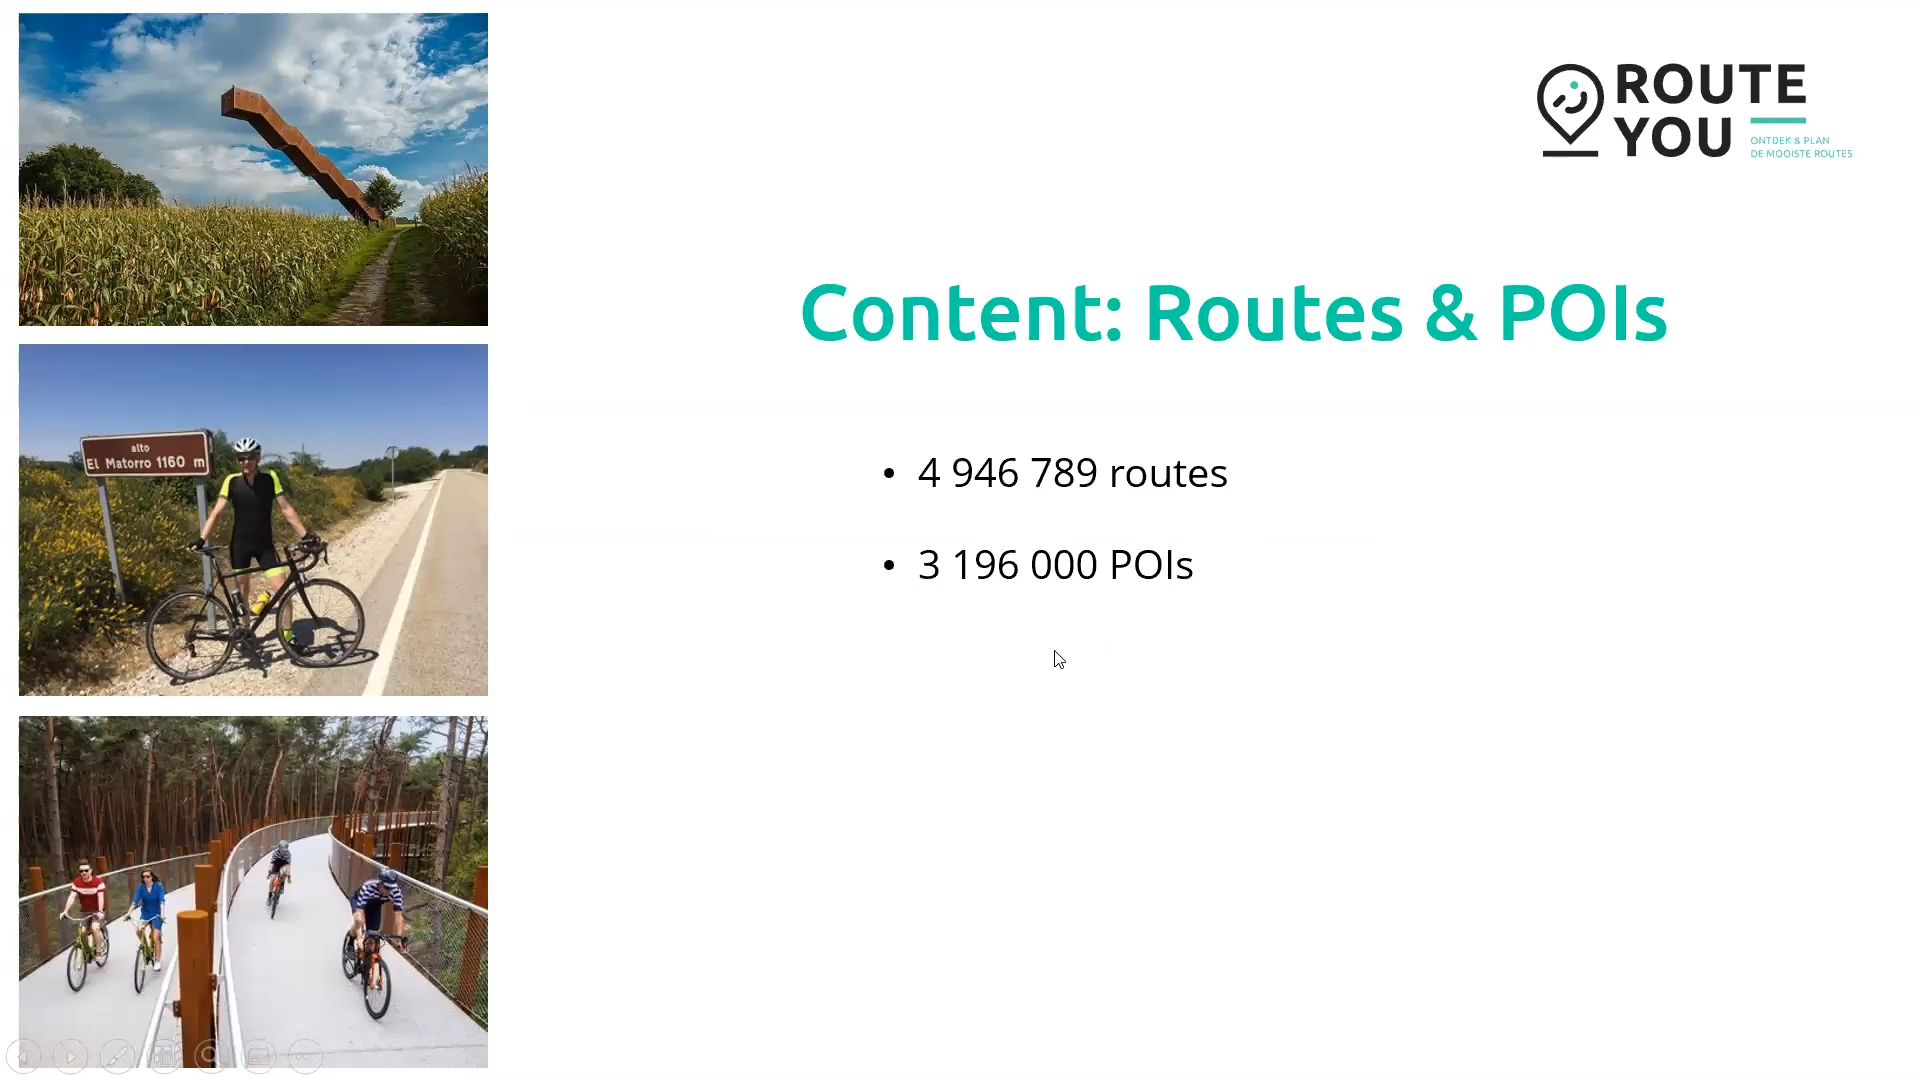 ROUTE
YOU
ONTDEK & PLAN
DE MOOISTE ROUTES
Content: Routes & POIs
• 4 946 789 routes
• 3 196 000 POIs
alto
El Matorro 1160 m